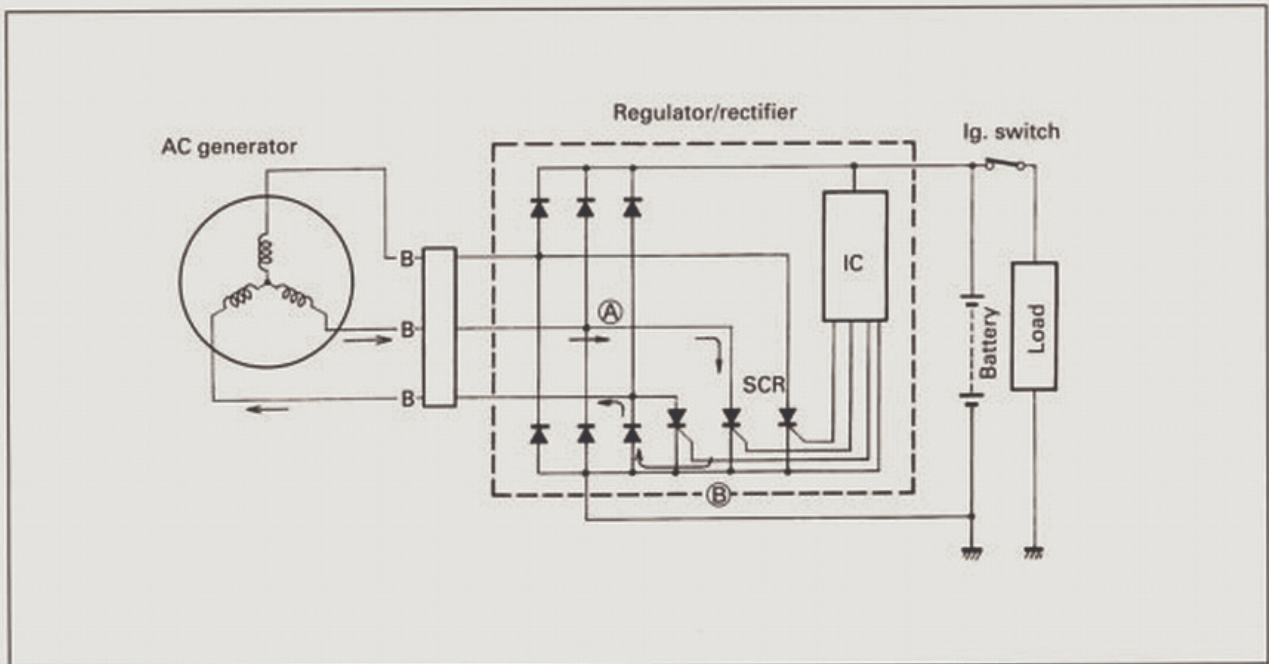 Regulator/rectifier
Ig. switch
AC generator
B
IC
A
B
Battery
Load
SCR
B
B